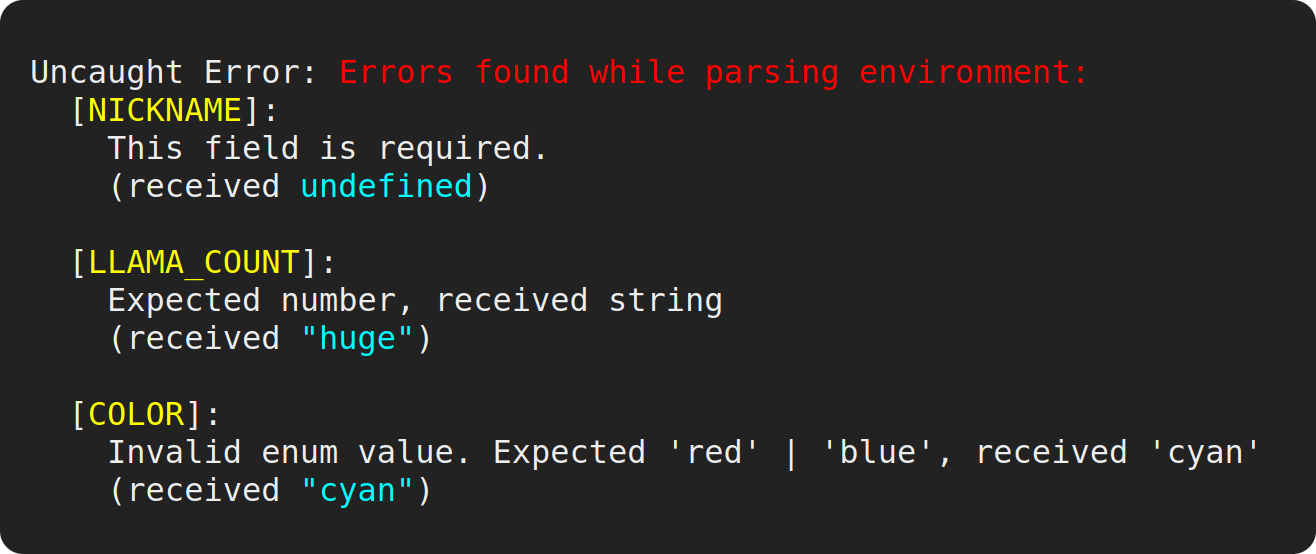 Uncaught Error: Errors found while parsing environment:
[NICKNAME]:
This field is required.
(received undefined)
[LLAMA_COUNT]:
Expected number, received string
(received "huge")
[COLOR]:
Invalid enum value. Expected 'red' | 'blue', received 'cyan'
(received "cyan")